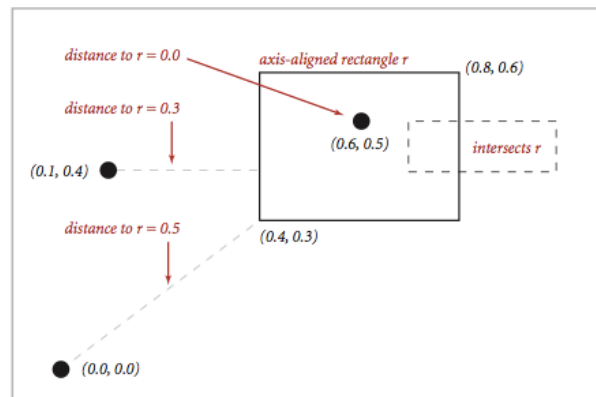 distance to r = 0.0
axis-aligned rectangle r
(0.8, 0.6)
distance to r = 0.3
(0.6, 0.5)
intersects r
(0.1, 0.4)
distance to r = 0.5
(0.4, 0.3)
(0.0, 0.0)